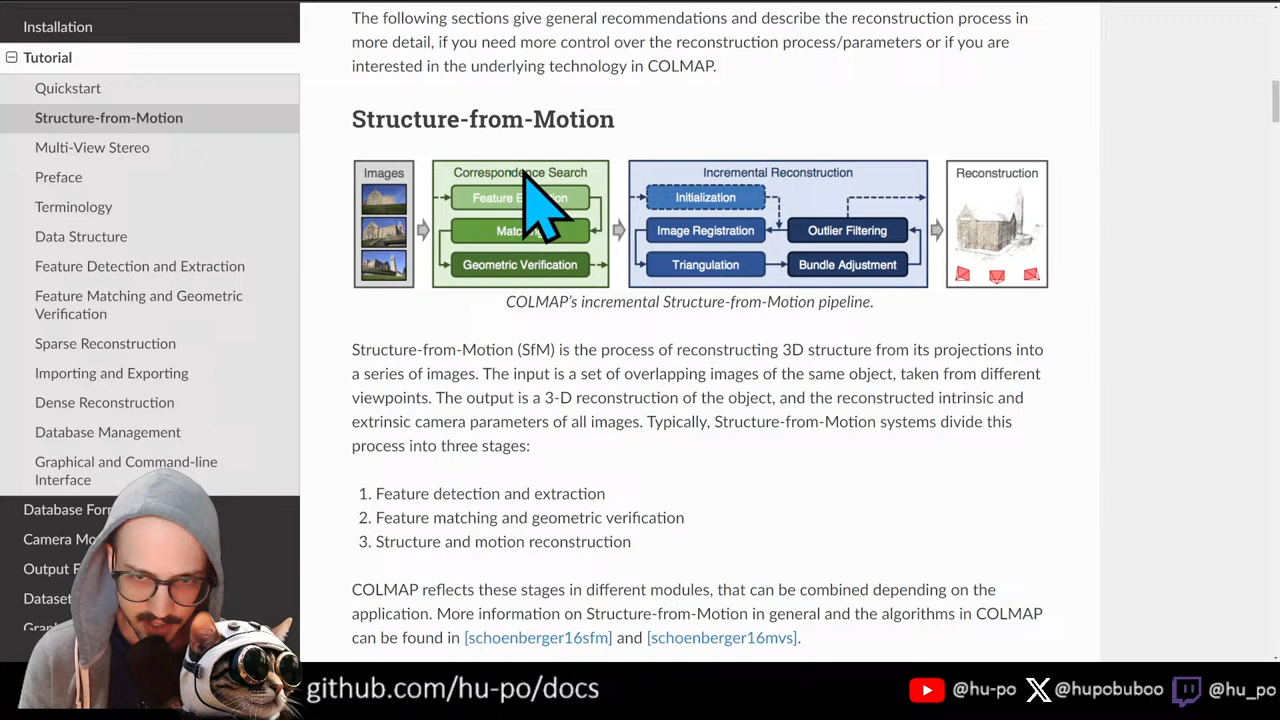 Installation
Tutorial
Quickstart
Structure-from-Motion
Multi-View Stereo
Preface
Terminology
Data Structure
Feature Detection and Extraction
Feature Matching and Geometric
Verification
Sparse Reconstruction
Importing and Exporting
Dense Reconstruction
Database Management
Graphical and Command-line
Interface
Database
Camera
Output
Dataset
The following sections give general recommendations and describe the reconstruction process in
more detail, if you need more control over the reconstruction process/parameters or if you are
interested in the underlying technology in COLMAP.
Structure-from-Motion
Images
Correspondence Search
Feature
Geometric Verification
Incremental Reconstruction
Initialization
Image Registration
Triangulation
Outlier Filtering
Bundle Adjustment
Reconstruction
COLMAP's incremental Structure-from-Motion pipeline.
Structure-from-Motion (SfM) is the process of reconstructing 3D structure from its projections into
a series of images. The input is a set of overlapping images of the same object, taken from different
viewpoints. The output is a 3-D reconstruction of the object, and the reconstructed intrinsic and
extrinsic camera parameters of all images. Typically, Structure-from-Motion systems divide this
process into three stages:
1. Feature detection and extraction
2. Feature matching and geometric verification
3. Structure and motion reconstruction
COLMAP reflects these stages in different modules, that can be combined depending on the
application. More information on Structure-from-Motion in general and the algorithms in COLMAP
can be found in [schoenberger16sfm] and [schoenberger16mvs].
github.com/hu-po/docs
@hu-po
@hupobuboo
@hu_po